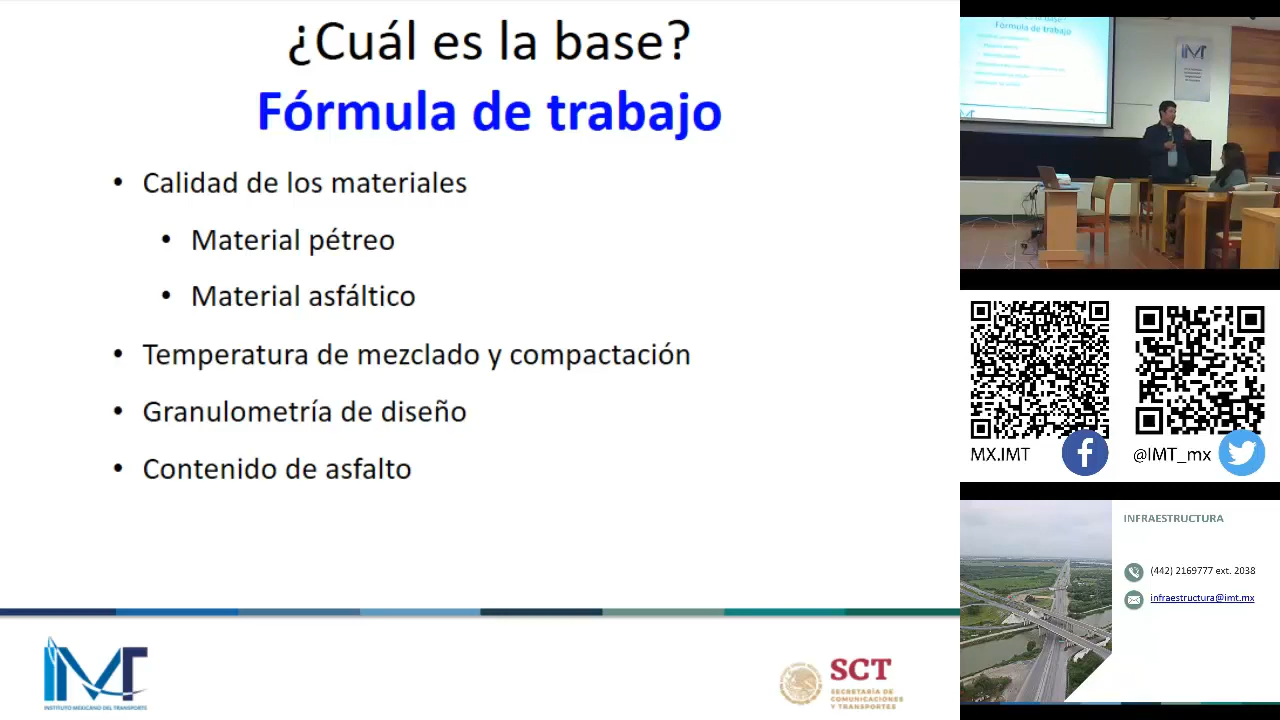 ¿Cuál es la base?
Fórmula de trabajo
• Calidad de los materiales
• Material pétreo
• Material asfáltico
• Temperatura de mezclado y compactación
• Granulometría de diseño
• Contenido de asfalto
IMT
INSTITUTO MEXICANO DEL TRANSPORTE
SCT
SECRETARÍA DE
COMUNICACIONES
Y TRANSPORTES
Fórmula de trabajo
IMT
MX.IMT
@IMT_mx
INFRAESTRUCTURA
(442) 2169777 ext. 2038
infraestructura@imt.mx